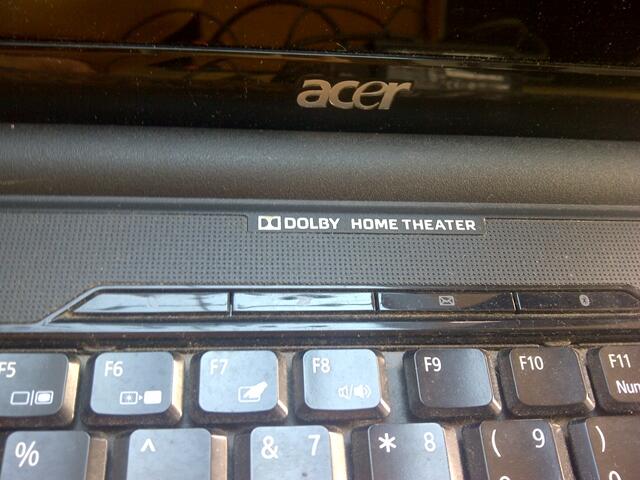 acer
DOLBY HOME THEATER
F5 F6 F7 F8 F9 F10 F11
Num
% ^ & 7 * 8 ( 9 )